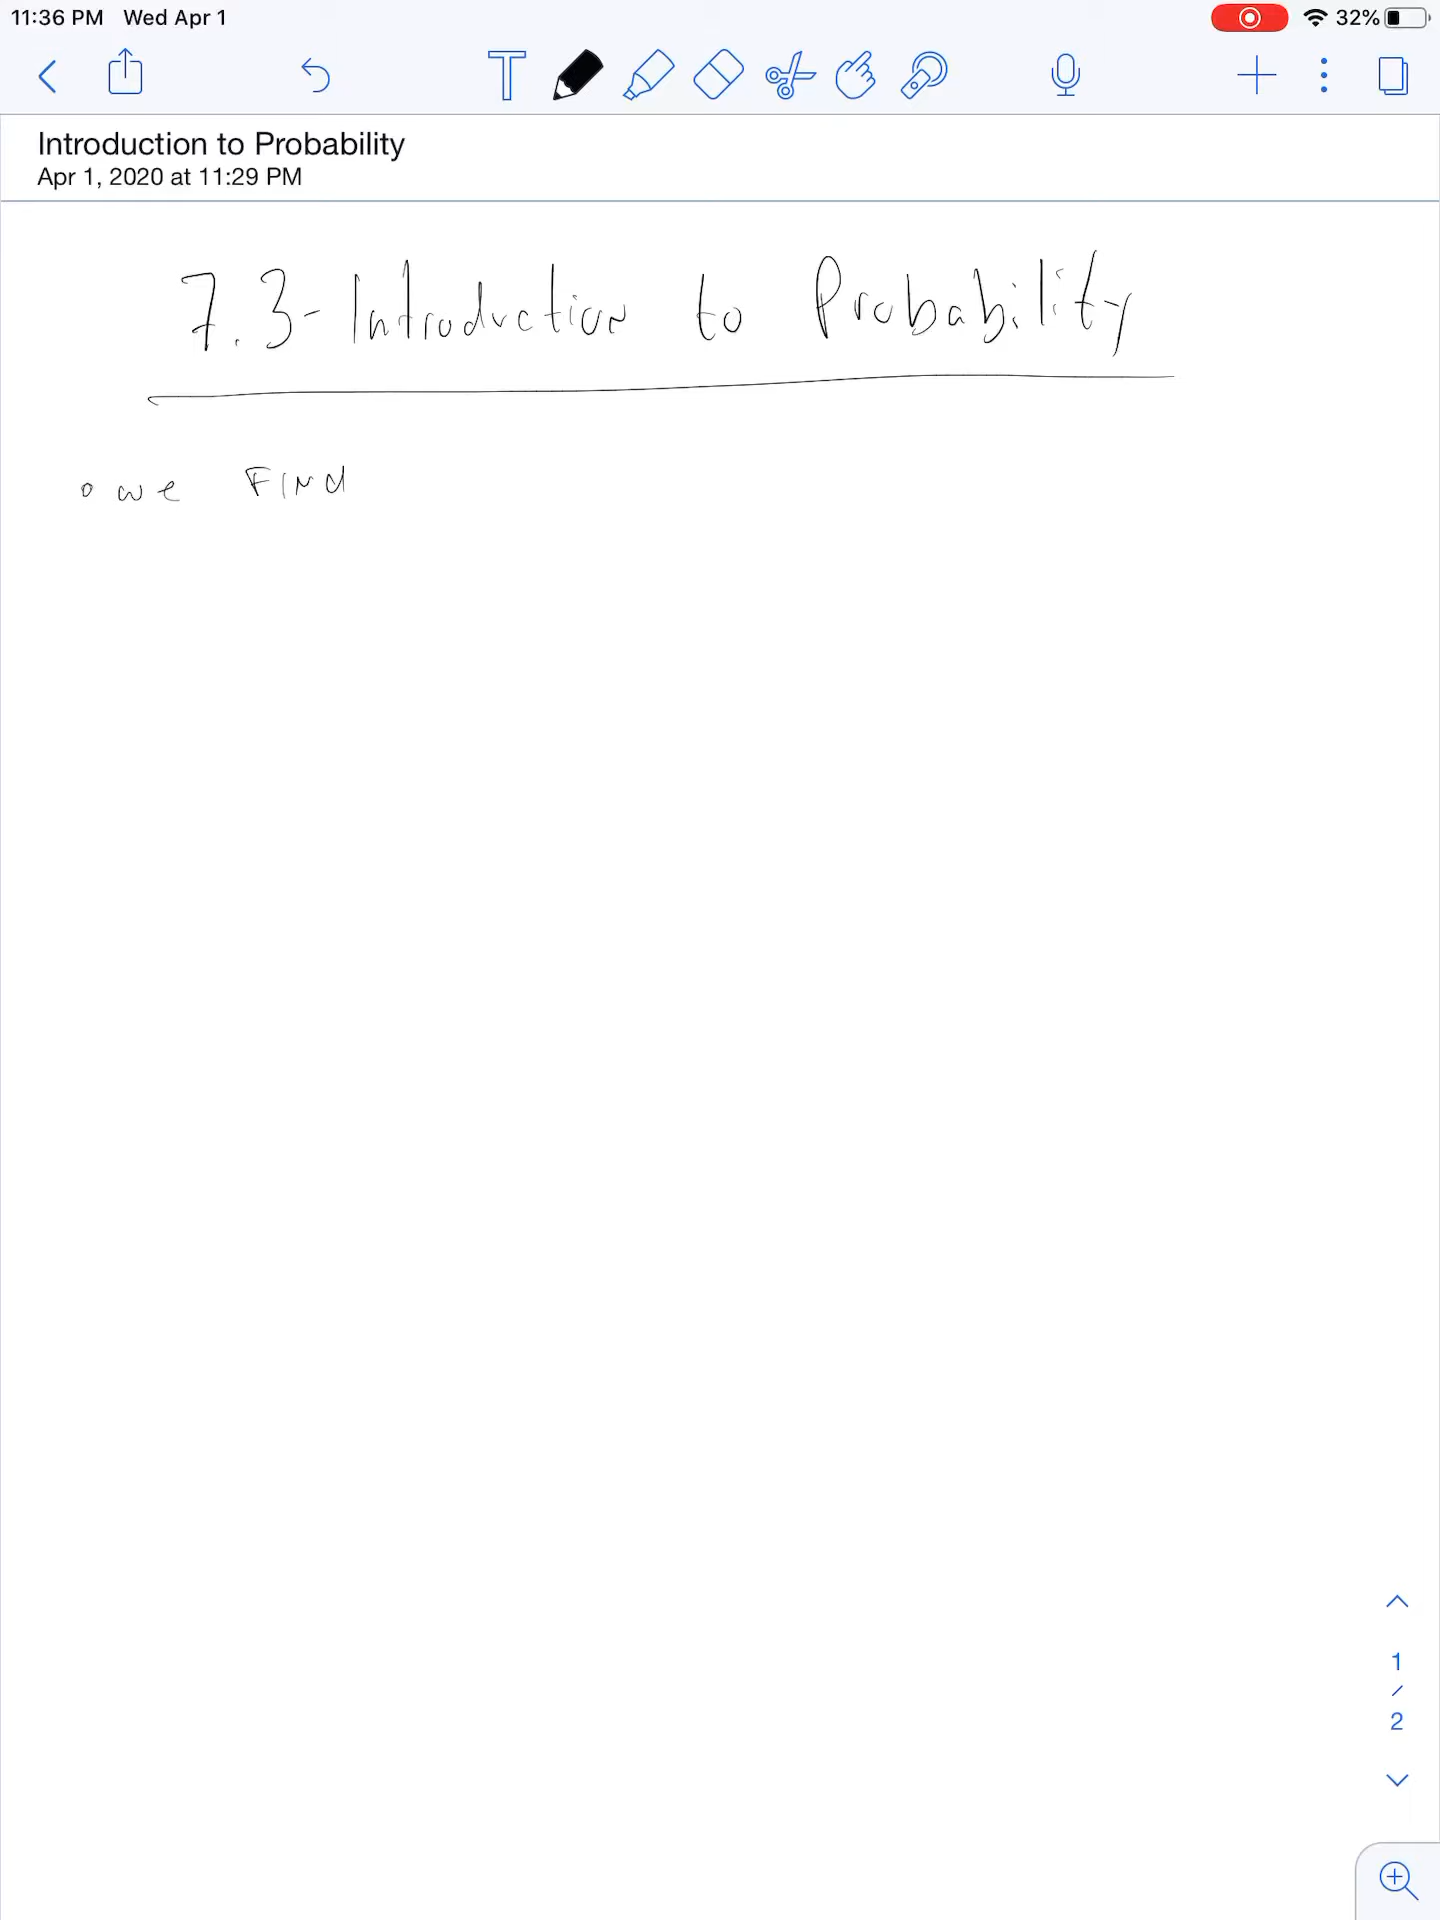 11:36 PM Wed Apr 1 32%
T
Introduction to Probability
Apr 1, 2020 at 11:29 PM
7.3 - Introduction to Probability
we Find
1
/
2